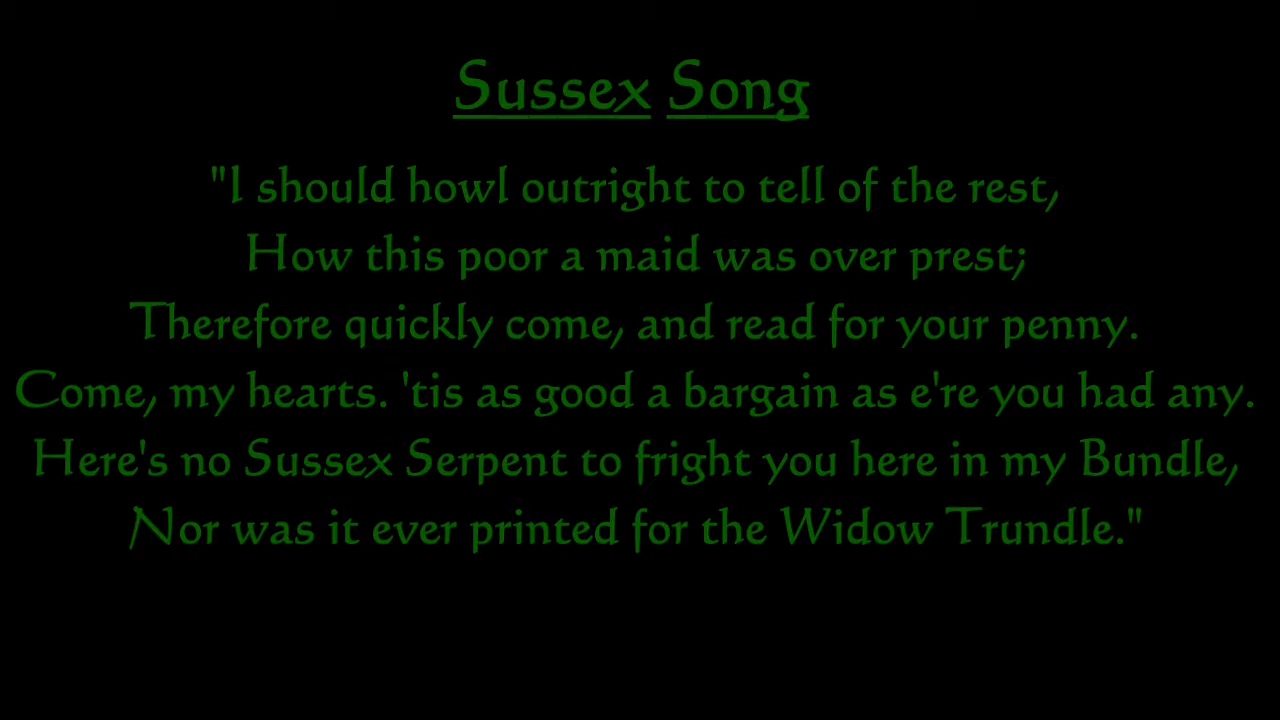 Sussex Song
"I should howl outright to tell of the rest,
How this poor a maid was over prest;
Therefore quickly come, and read for your penny.
Come, my hearts. 'tis as good a bargain as e're you had any.
Here's no Sussex Serpent to fright you here in my Bundle,
Nor was it ever printed for the Widow Trundle."